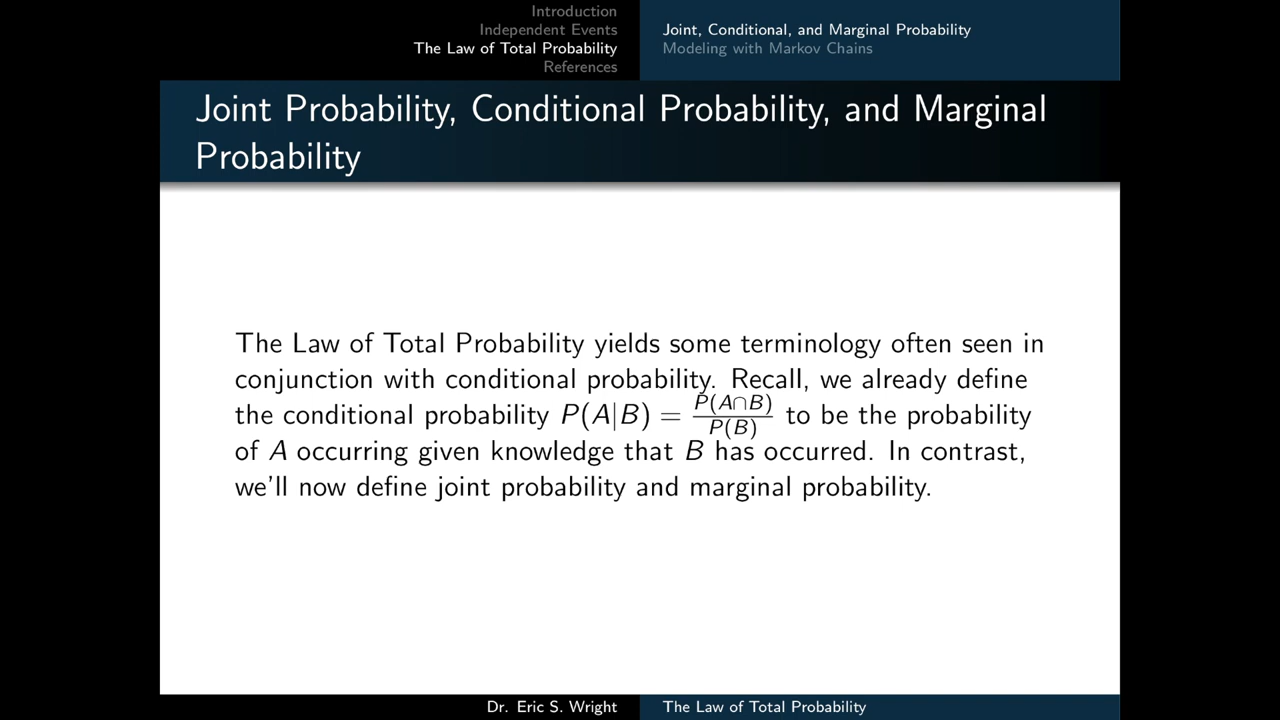 Introduction
Independent Events
The Law of Total Probability
References
Joint, Conditional, and Marginal Probability
Modeling with Markov Chains
Joint Probability, Conditional Probability, and Marginal
Probability
The Law of Total Probability yields some terminology often seen in
conjunction with conditional probability. Recall, we already define
the conditional probability P(A|B) = P(A∩B)/P(B) to be the probability
of A occurring given knowledge that B has occurred. In contrast,
we'll now define joint probability and marginal probability.
Dr. Eric S. Wright
The Law of Total Probability